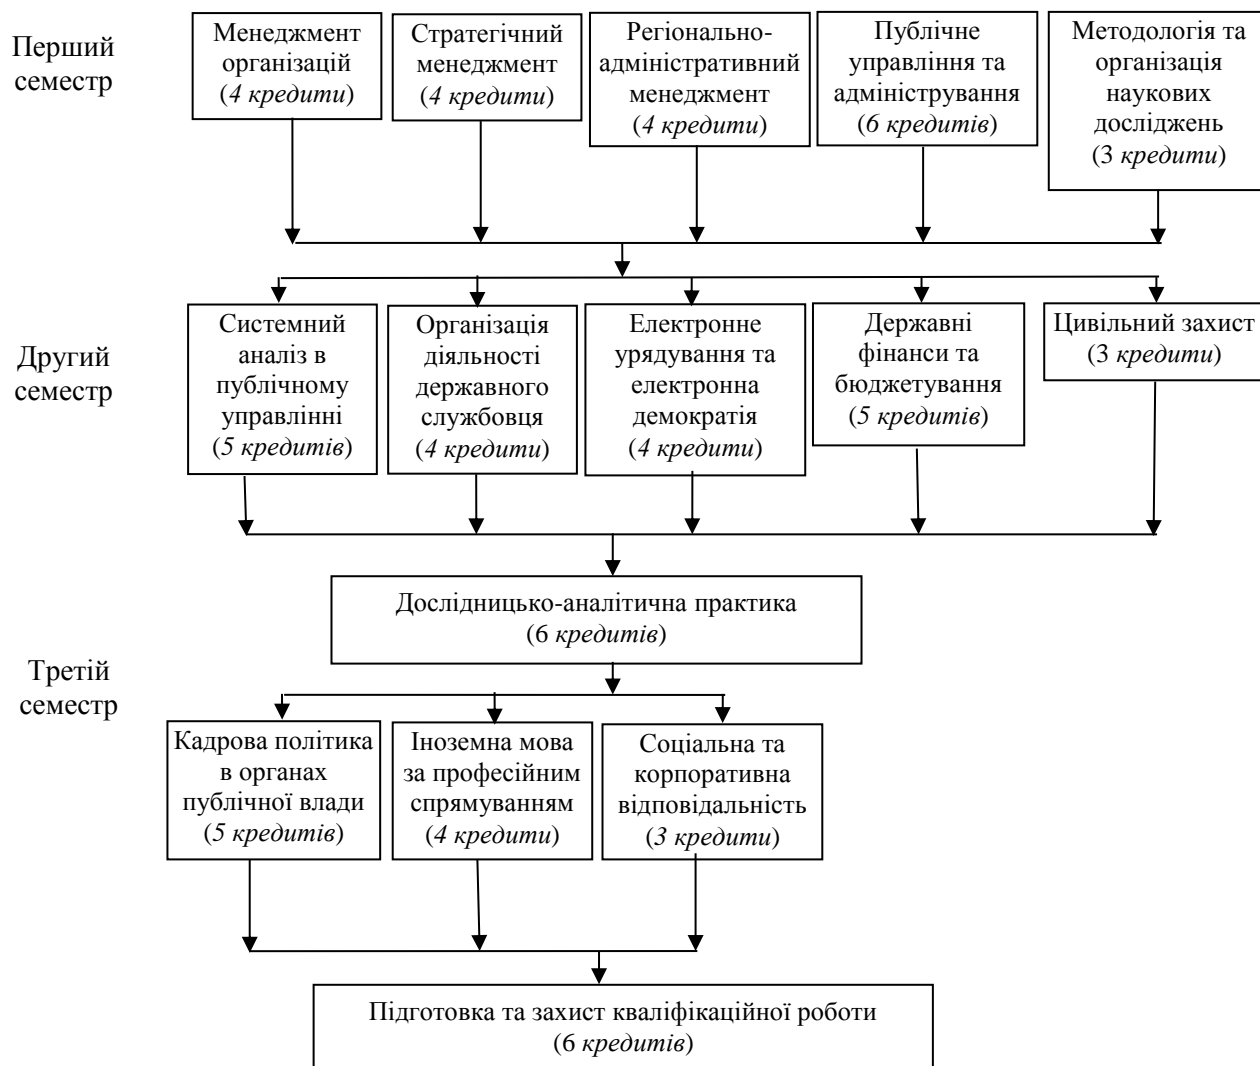 Перший
семестр
Менеджмент
організацій
(4 кредити)
Стратегічний
менеджмент
(4 кредити)
Регіонально-
адміністративний
менеджмент
(4 кредити)
Публічне
управління та
адміністрування
(6 кредитів)
Методологія та
організація
наукових
досліджень
(3 кредити)
Другий
семестр
Системний
аналіз в
публічному
управлінні
(5 кредитів)
Організація
діяльності
державного
службовця
(4 кредити)
Електронне
урядування та
електронна
демократія
(4 кредити)
Державні
фінанси та
бюджетування
(5 кредитів)
Цивільний захист
(3 кредити)
Дослідницько-аналітична практика
(6 кредитів)
Третій
семестр
Кадрова політика
в органах
публічної влади
(5 кредитів)
Іноземна мова
за професійним
спрямуванням
(4 кредити)
Соціальна та
корпоративна
відповідальність
(3 кредити)
Підготовка та захист кваліфікаційної роботи
(6 кредитів)